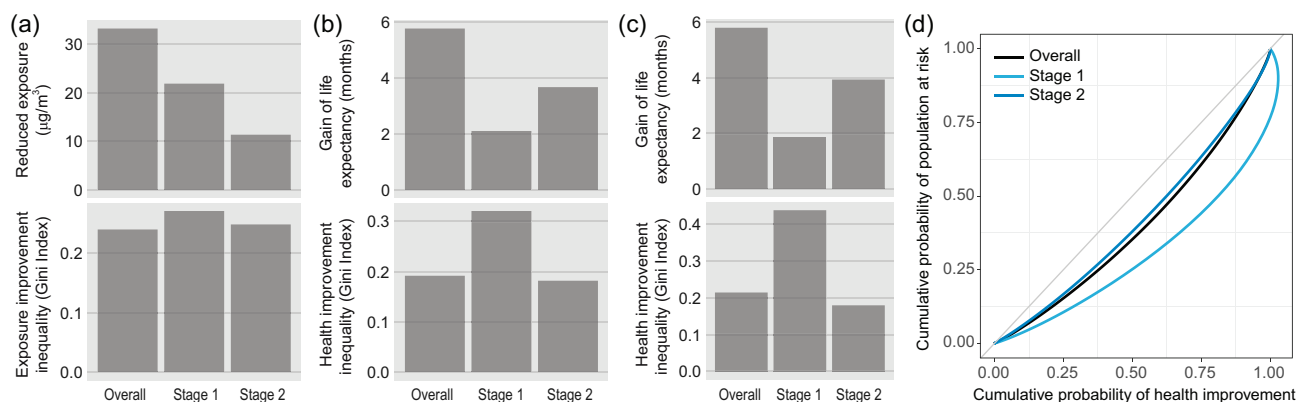 (a)
Reduced exposure
(μg/m³)
30
20
10
0
Exposure improvement
inequality (Gini Index)
0.2
0.1
0.0
Overall Stage 1 Stage 2
(b)
Gain of life
expectancy (months)
6
4
2
0
Health improvement
inequality (Gini Index)
0.3
0.2
0.1
0.0
Overall Stage 1 Stage 2
(c)
Gain of life
expectancy (months)
6
4
2
0
Health improvement
inequality (Gini Index)
0.4
0.3
0.2
0.1
0.0
Overall Stage 1 Stage 2
(d)
Cumulative probability of population at risk
1.00
0.75
0.50
0.25
0.00
Overall
Stage 1
Stage 2
0.00 0.25 0.50 0.75 1.00
Cumulative probability of health improvement